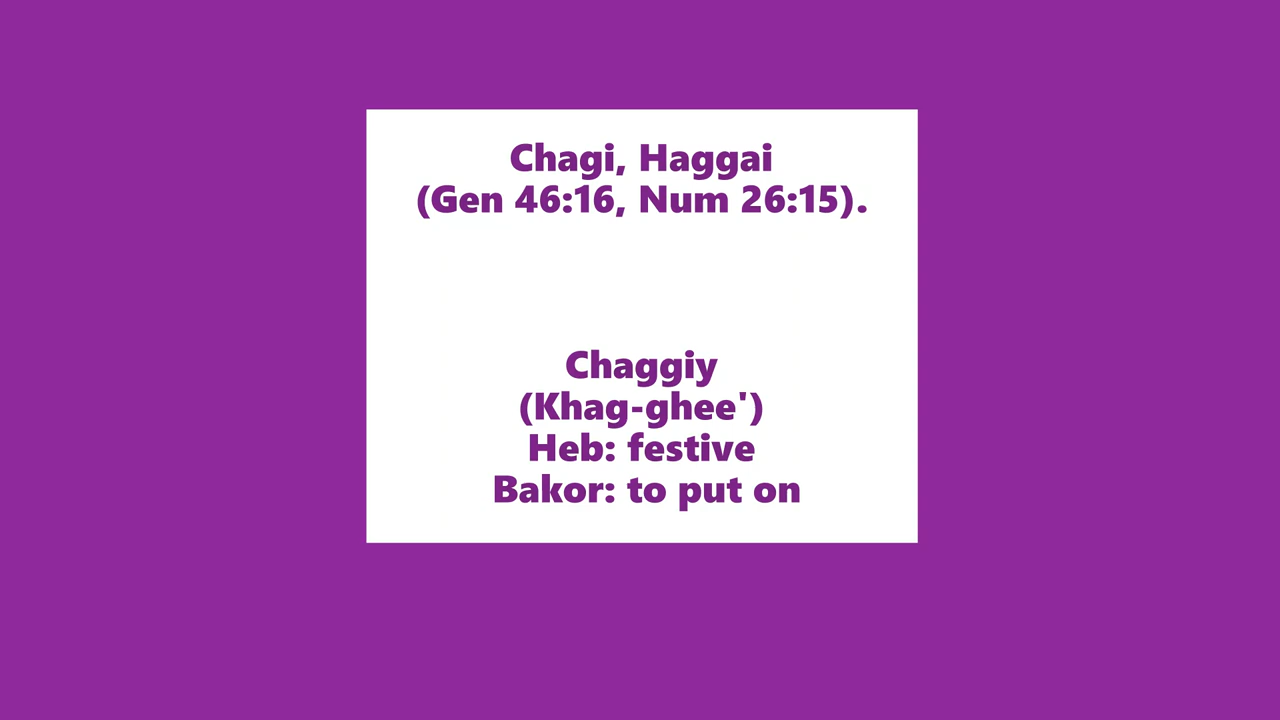 Chagi, Haggai
(Gen 46:16, Num 26:15).
Chaggiy
(Khag-ghee')
Heb: festive
Bakor: to put on